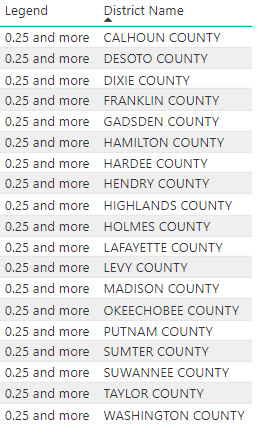 Legend District Name
0.25 and more CALHOUN COUNTY
0.25 and more DESOTO COUNTY
0.25 and more DIXIE COUNTY
0.25 and more FRANKLIN COUNTY
0.25 and more GADSDEN COUNTY
0.25 and more HAMILTON COUNTY
0.25 and more HARDEE COUNTY
0.25 and more HENDRY COUNTY
0.25 and more HIGHLANDS COUNTY
0.25 and more HOLMES COUNTY
0.25 and more LAFAYETTE COUNTY
0.25 and more LEVY COUNTY
0.25 and more MADISON COUNTY
0.25 and more OKEECHOBEE COUNTY
0.25 and more PUTNAM COUNTY
0.25 and more SUMTER COUNTY
0.25 and more SUWANNEE COUNTY
0.25 and more TAYLOR COUNTY
0.25 and more WASHINGTON COUNTY